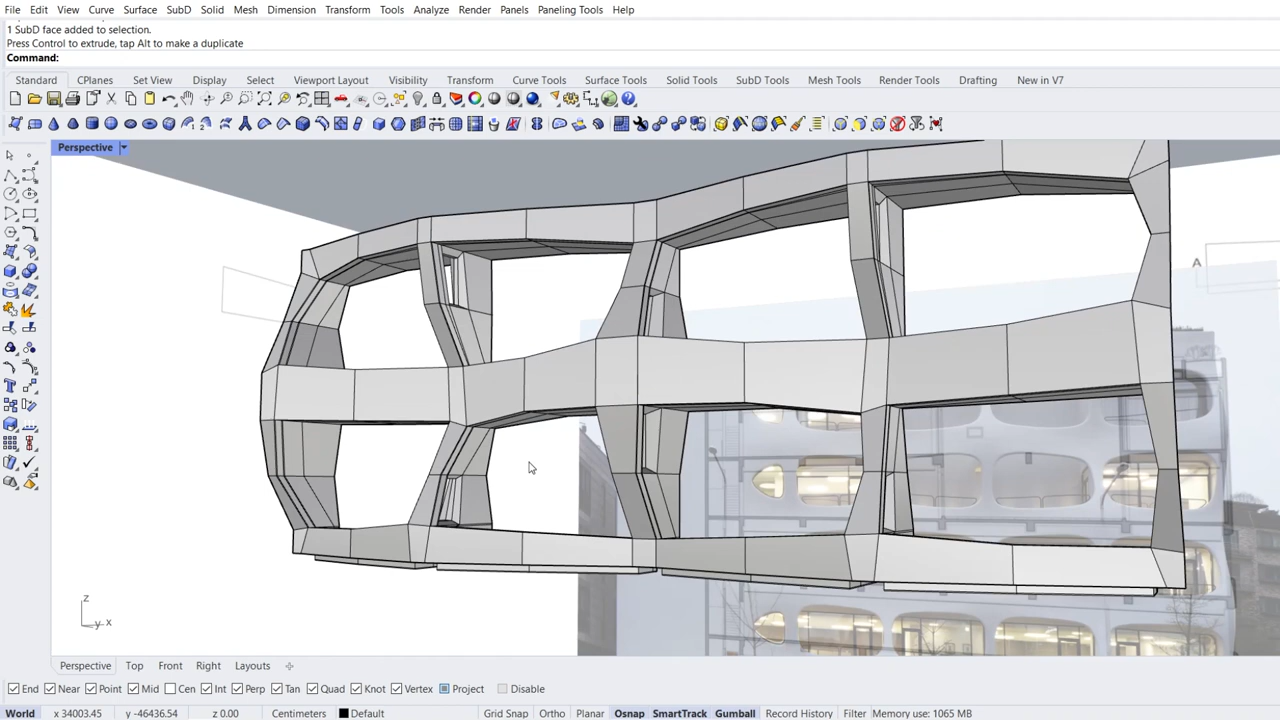 File Edit View Curve Surface SubD Solid Mesh Dimension Transform Tools Analyze Render Panels Paneling Tools Help
1 SubD face added to selection.
Press Control to extrude, tap Alt to make a duplicate
Command:
Standard CPlanes Set View Display Select Viewport Layout Visibility Transform Curve Tools Surface Tools Solid Tools SubD Tools Mesh Tools Render Tools Drafting New in V7
Perspective
A
z
y x
Perspective Top Front Right Layouts
End Near Point Mid Cen Int Perp Tan Quad Knot Vertex Project Disable
World x 34003.45 y -46436.54 z 0.00 Centimeters Default Grid Snap Ortho Planar Osnap SmartTrack Gumball Record History Filter Memory use: 1065 MB